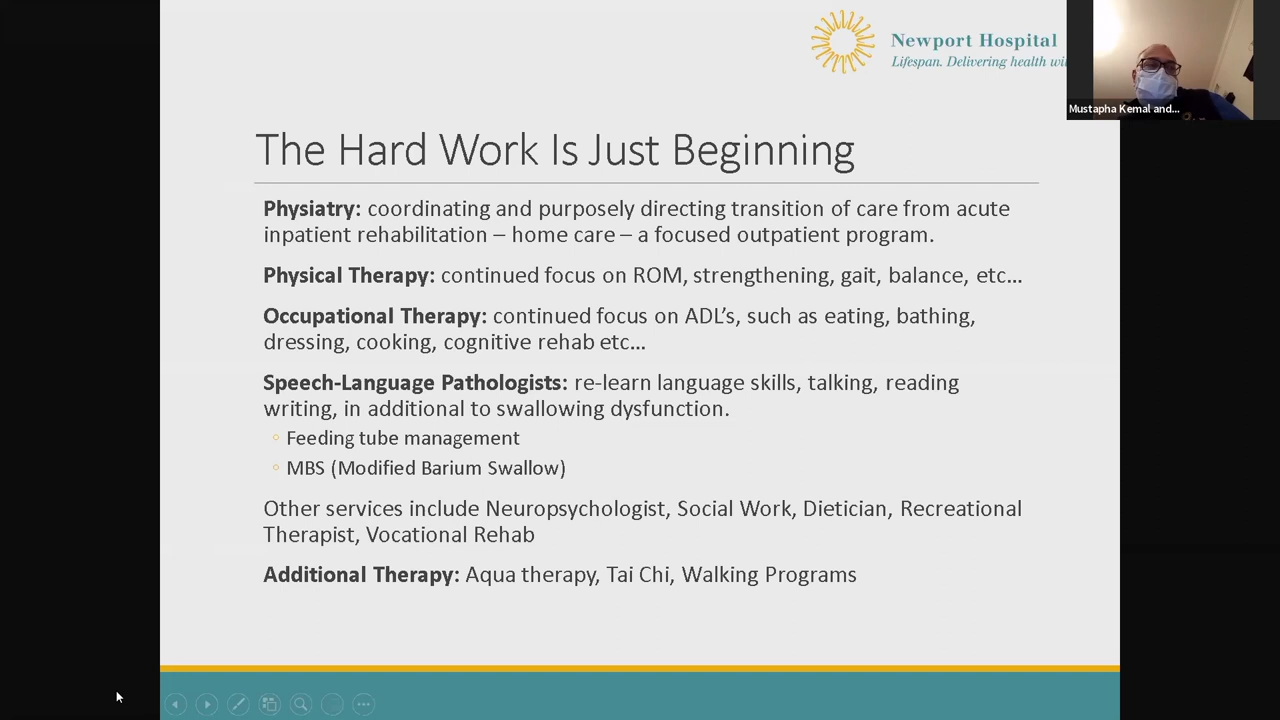 Newport Hospital
Lifespan. Delivering health
Mustapha Kemal and...
The Hard Work Is Just Beginning
Physiatry: coordinating and purposely directing transition of care from acute
inpatient rehabilitation – home care – a focused outpatient program.
Physical Therapy: continued focus on ROM, strengthening, gait, balance, etc…
Occupational Therapy: continued focus on ADL’s, such as eating, bathing,
dressing, cooking, cognitive rehab etc…
Speech-Language Pathologists: re-learn language skills, talking, reading
writing, in additional to swallowing dysfunction.
Feeding tube management
MBS (Modified Barium Swallow)
Other services include Neuropsychologist, Social Work, Dietician, Recreational
Therapist, Vocational Rehab
Additional Therapy: Aqua therapy, Tai Chi, Walking Programs